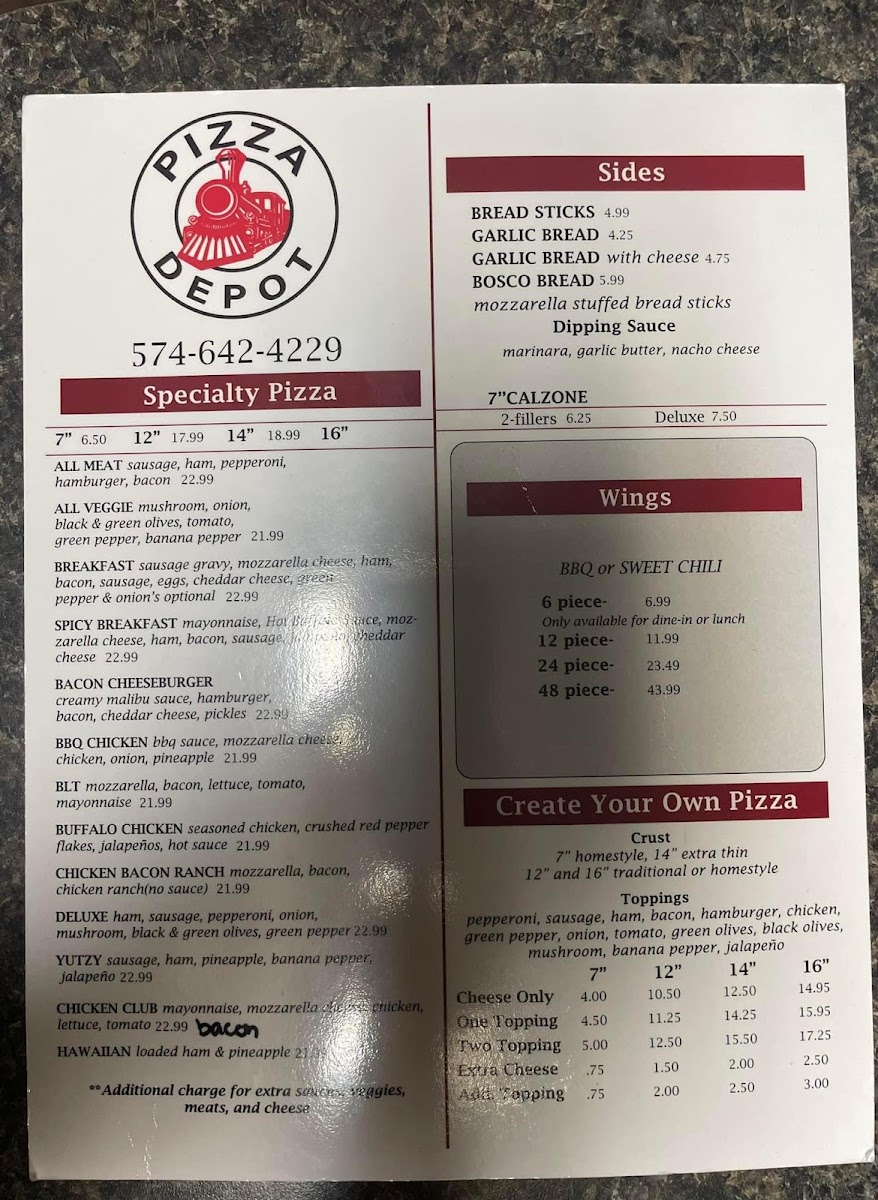 PIZZA
DEPOT
574-642-4229
Specialty Pizza
7" 6.50 12" 17.99 14" 18.99 16"
ALL MEAT sausage, ham, pepperoni,
hamburger, bacon 22.99
ALL VEGGIE mushroom, onion,
black & green olives, tomato,
green pepper, banana pepper 21.99
BREAKFAST sausage gravy, mozzarella cheese, ham,
bacon, sausage, eggs, cheddar cheese, green
pepper & onion's optional 22.99
SPICY BREAKFAST mayonnaise, Hot Buffalo Sauce, moz-
zarella cheese, ham, bacon, sausage, cheddar
cheese 22.99
BACON CHEESEBURGER
creamy malibu sauce, hamburger,
bacon, cheddar cheese, pickles 22.99
BBQ CHICKEN bbq sauce, mozzarella cheese,
chicken, onion, pineapple 21.99
BLT mozzarella, bacon, lettuce, tomato,
mayonnaise 21.99
BUFFALO CHICKEN seasoned chicken, crushed red pepper
flakes, jalapeños, hot sauce 21.99
CHICKEN BACON RANCH mozzarella, bacon,
chicken ranch(no sauce) 21.99
DELUXE ham, sausage, pepperoni, onion,
mushroom, black & green olives, green pepper 22.99
YUTZY sausage, ham, pineapple, banana pepper,
jalapeño 22.99
CHICKEN CLUB mayonnaise, mozzarella cheese, chicken,
lettuce, tomato 22.99 bacon
HAWAIIAN loaded ham & pineapple 21.99
**Additional charge for extra sauces, veggies,
meats, and cheese
Sides
BREAD STICKS 4.99
GARLIC BREAD 4.25
GARLIC BREAD with cheese 4.75
BOSCO BREAD 5.99
mozzarella stuffed bread sticks
Dipping Sauce
marinara, garlic butter, nacho cheese
7"CALZONE
2-fillers 6.25 Deluxe 7.50
Wings
BBQ or SWEET CHILI
6 piece- 6.99
Only available for dine-in or lunch
12 piece- 11.99
24 piece- 23.49
48 piece- 43.99
Create Your Own Pizza
Crust
7" homestyle, 14" extra thin
12" and 16" traditional or homestyle
Toppings
pepperoni, sausage, ham, bacon, hamburger, chicken,
green pepper, onion, tomato, green olives, black olives,
mushroom, banana pepper, jalapeño
7" 12" 14" 16"
Cheese Only 4.00 10.50 12.50 14.95
One Topping 4.50 11.25 14.25 15.95
Two Topping 5.00 12.50 15.50 17.25
Extra Cheese .75 1.50 2.00 2.50
Add. Topping .75 2.00 2.50 3.00